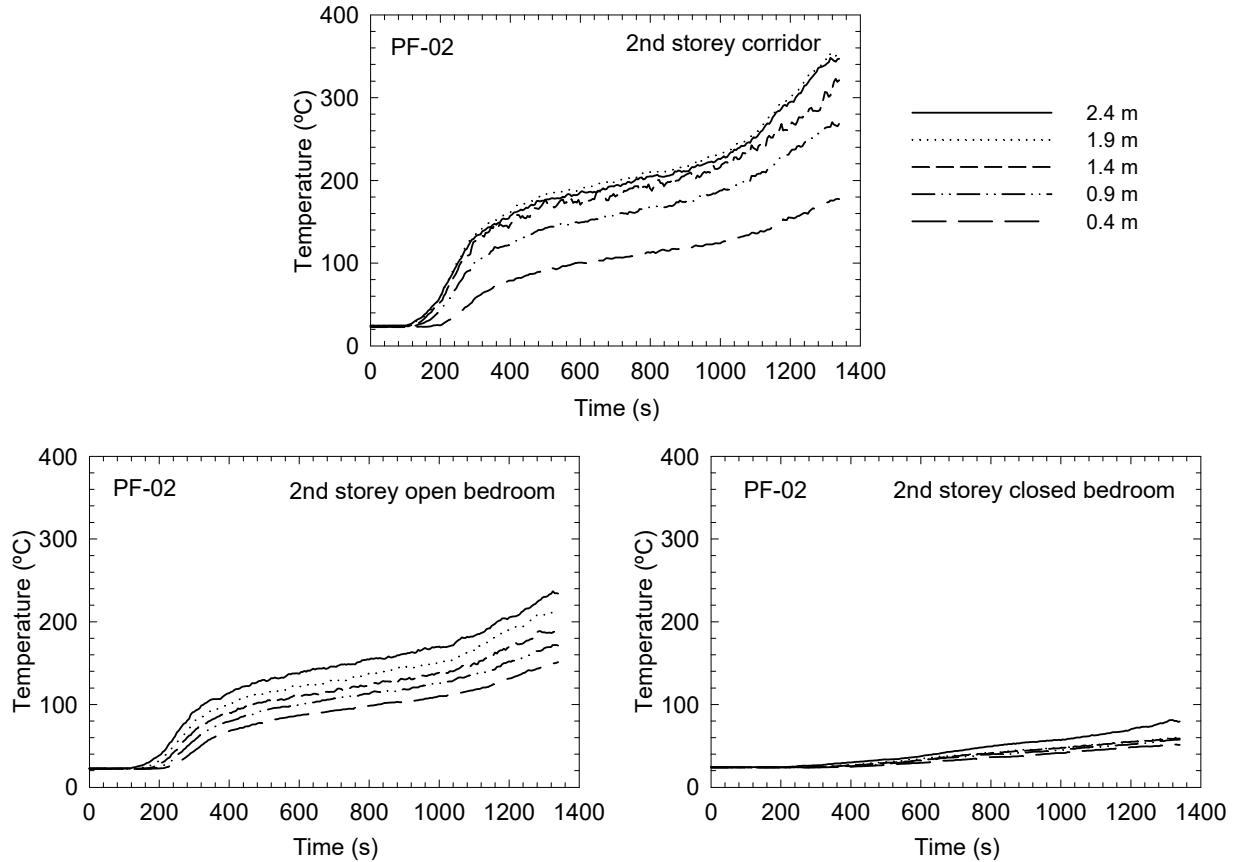 PF-02 2nd storey corridor
400
300
200
100
0
Temperature (ºC)
0 200 400 600 800 1000 1200 1400
Time (s)
2.4 m
1.9 m
1.4 m
0.9 m
0.4 m
PF-02 2nd storey open bedroom
400
300
200
100
0
Temperature (ºC)
0 200 400 600 800 1000 1200 1400
Time (s)
PF-02 2nd storey closed bedroom
400
300
200
100
0
Temperature (ºC)
0 200 400 600 800 1000 1200 1400
Time (s)